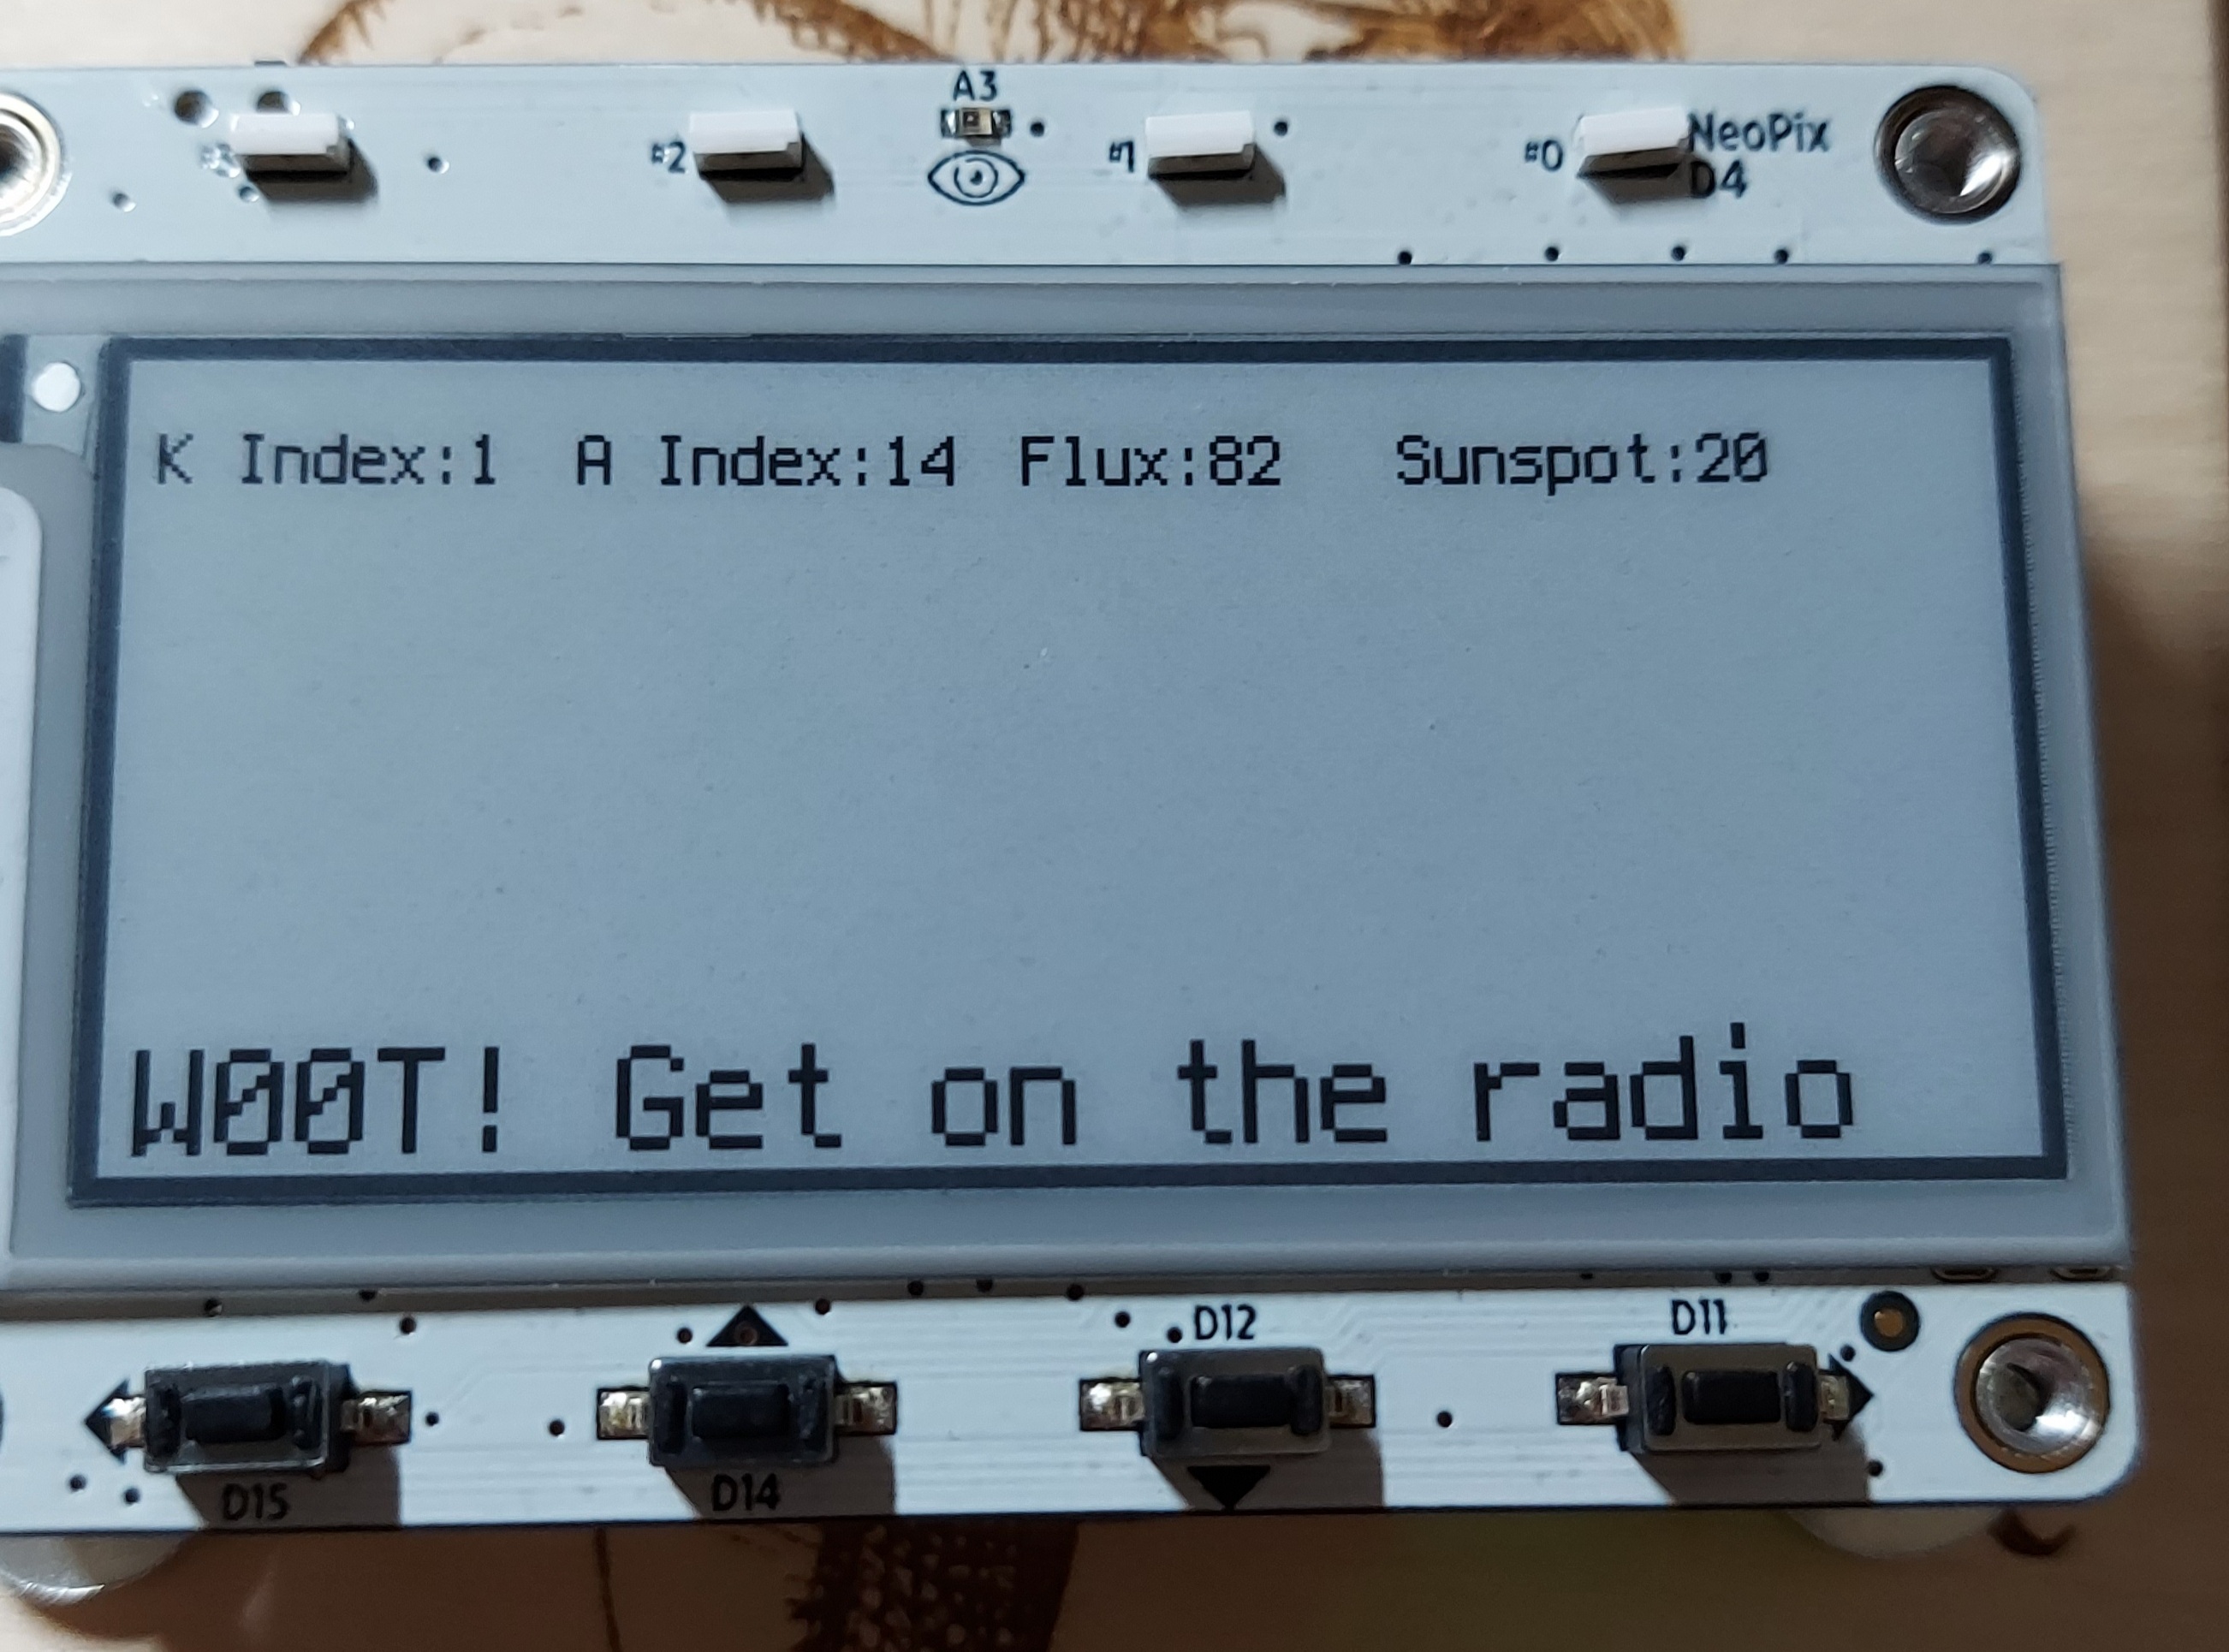 A3
#2
#1
#0
NeoPix
D4
K Index:1 A Index:14 Flux:82 Sunspot:20
W00T! Get on the radio
D12
D11
D15
D14